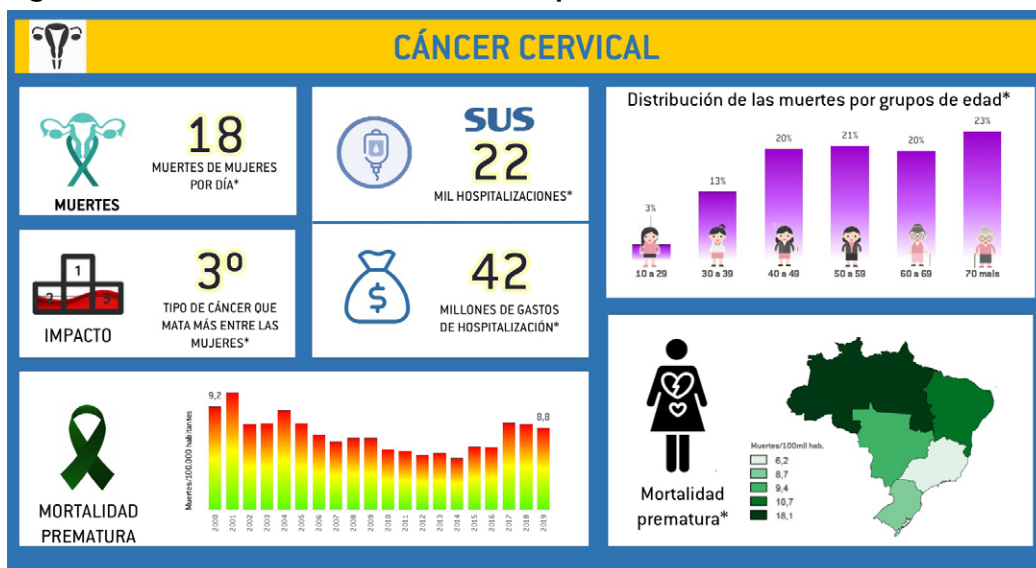 CÁNCER CERVICAL
18
MUERTES DE MUJERES
POR DÍA*
MUERTES
SUS
22
MIL HOSPITALIZACIONES*
1
2
3
IMPACTO
3º
TIPO DE CÁNCER QUE
MATA MÁS ENTRE LAS
MUJERES*
$
42
MILLONES DE GASTOS
DE HOSPITALIZACIÓN*
Distribución de las muertes por grupos de edad*
3%
13%
20%
21%
20%
23%
10 a 29
30 a 39
40 a 49
50 a 59
60 a 69
70 mais
MORTALIDAD
PREMATURA
Muertes/100.000 habitantes
9,2
8,8
2000
2001
2002
2003
2004
2005
2006
2007
2008
2009
2010
2011
2012
2013
2014
2015
2016
2017
2018
2019
Mortalidad
prematura*
Muertes/100mil hab.
6,2
8,7
9,4
10,7
18,1